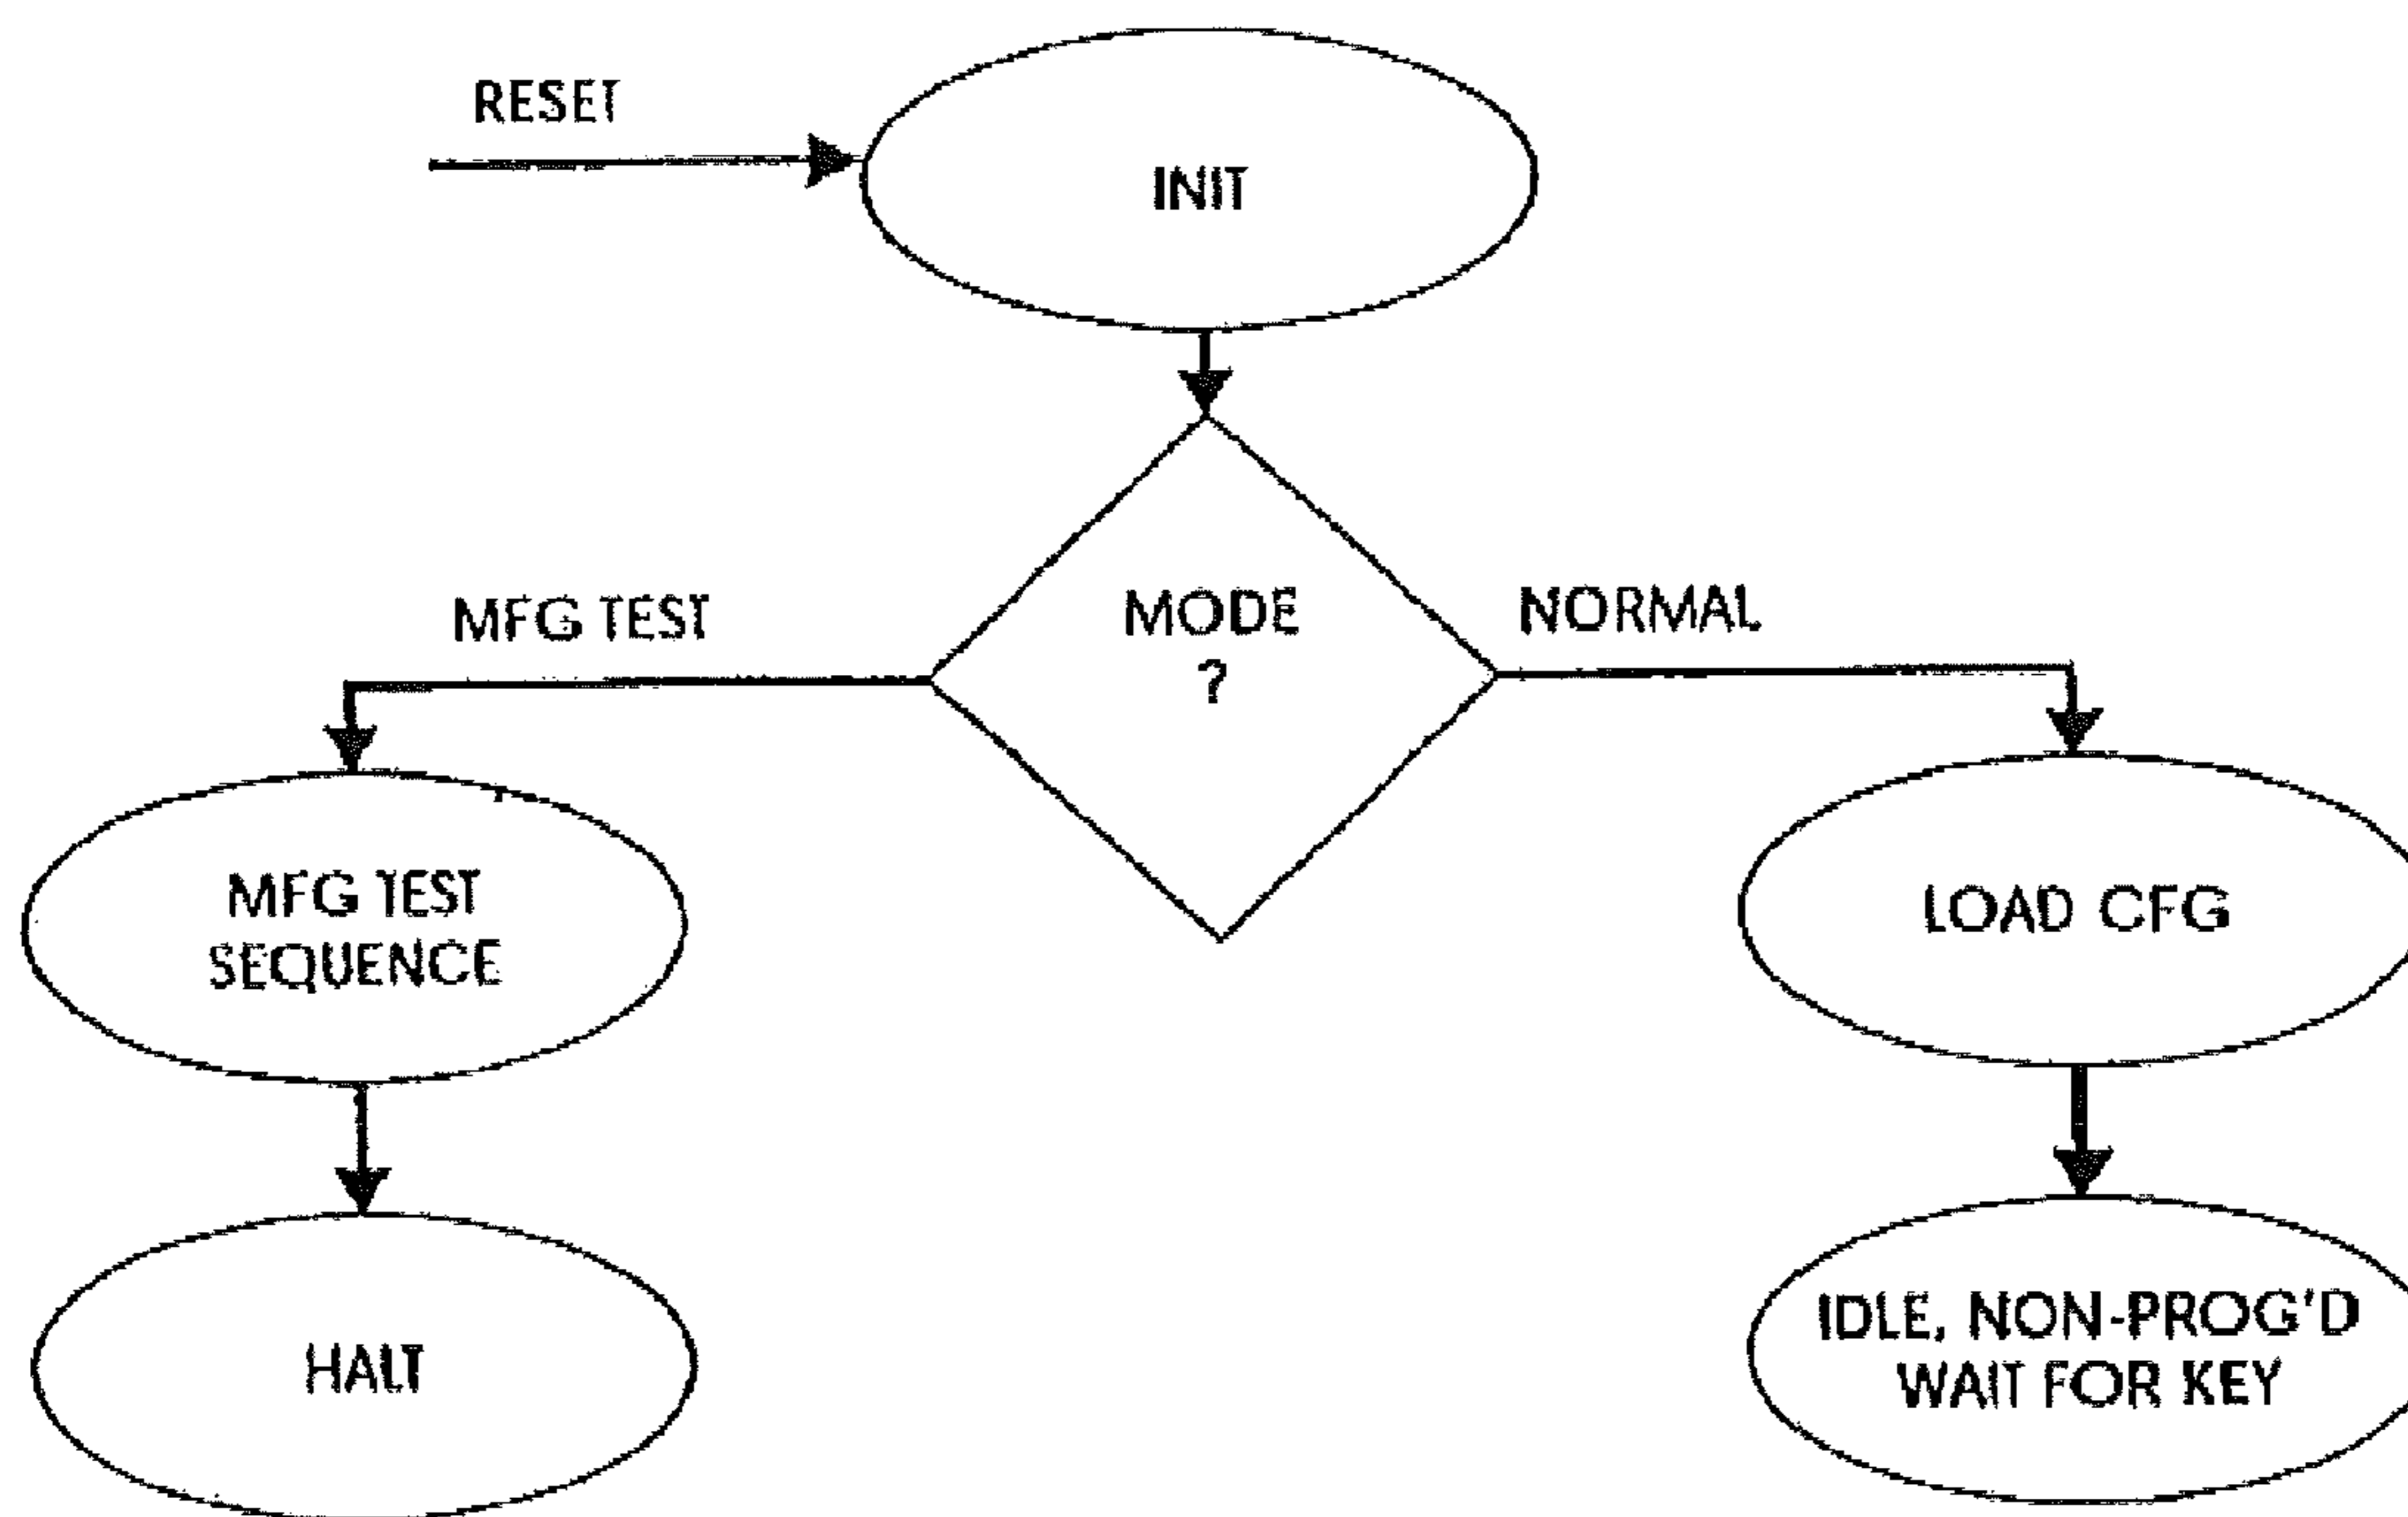 RESET
INIT
MODE
?
MFG TEST
NORMAL
MFG TEST
SEQUENCE
LOAD CFG
HALT
IDLE, NON-PROG'D
WAIT FOR KEY